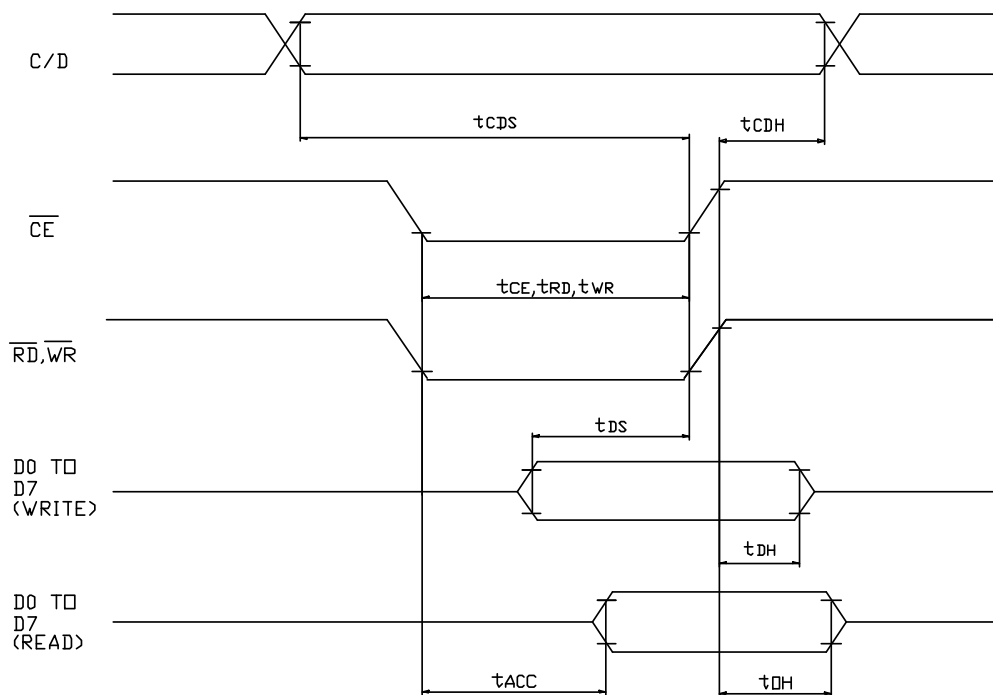 C/D
tCDS
tCDH
CE
tCE,tRD,tWR
RD,WR
tDS
D0 TO
D7
(WRITE)
tDH
D0 TO
D7
(READ)
tACC
tOH